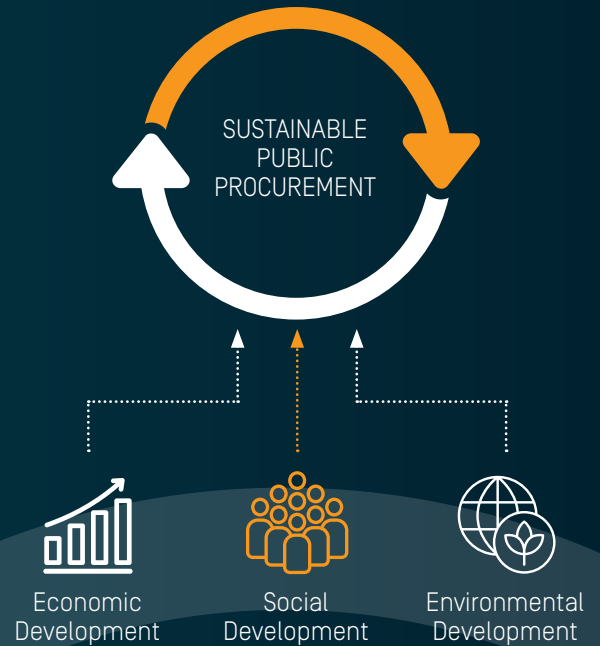 SUSTAINABLE
PUBLIC
PROCUREMENT
Economic
Development
Social
Development
Environmental
Development